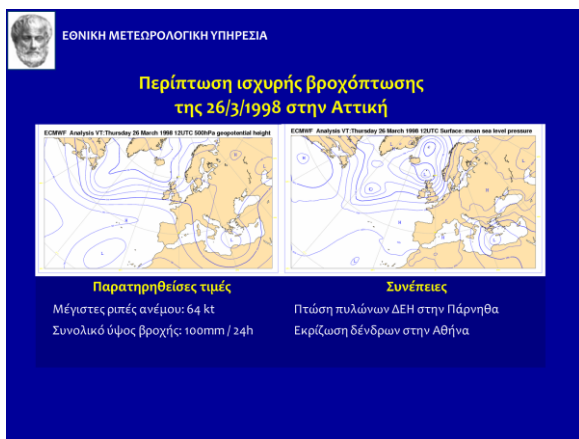 ΕΘΝΙΚΗ ΜΕΤΕΩΡΟΛΟΓΙΚΗ ΥΠΗΡΕΣΙΑ
Περίπτωση ισχυρής βροχόπτωσης
της 26/3/1998 στην Αττική
ECMWF Analysis VT:Thursday 26 March 1998 12UTC 500hPa geopotential height
ECMWF Analysis VT:Thursday 26 March 1998 12UTC Surface: mean sea level pressure
Παρατηρηθείσες τιμές
Μέγιστες ριπές ανέμου: 64 kt
Συνολικό ύψος βροχής: 100mm / 24h
Συνέπειες
Πτώση πυλώνων ΔΕΗ στην Πάρνηθα
Εκρίζωση δένδρων στην Αθήνα